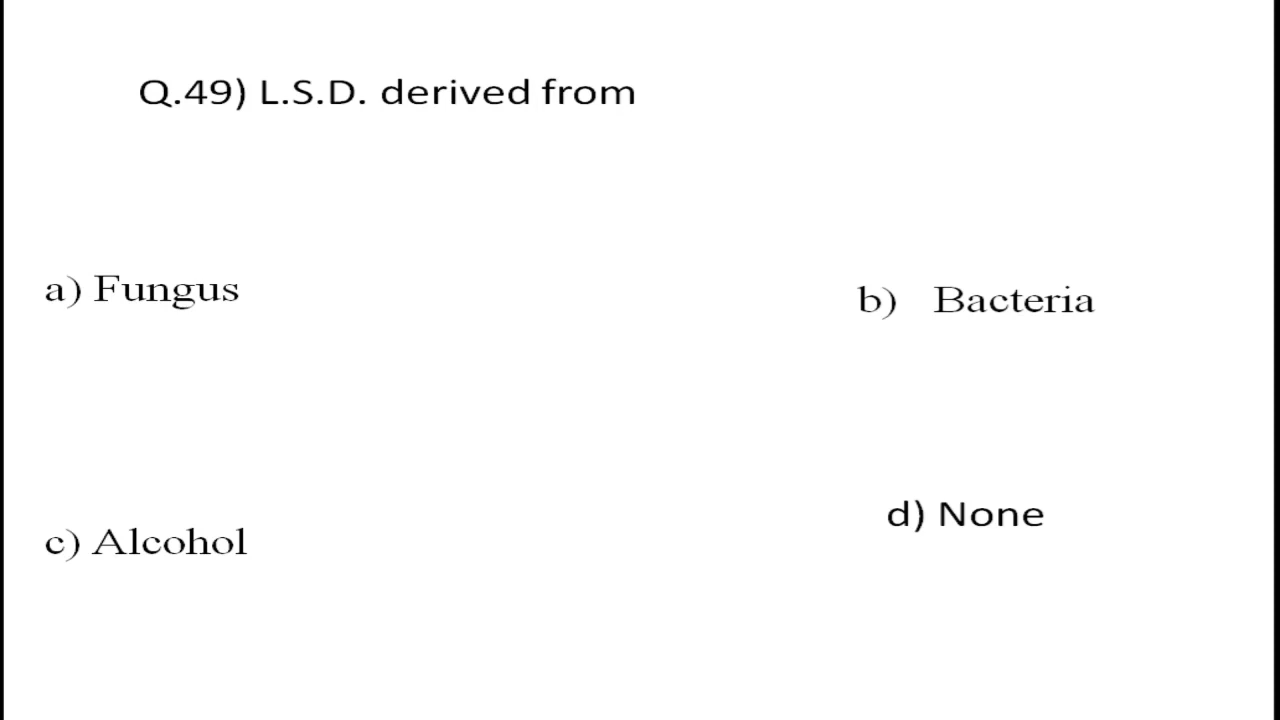 Q.49) L.S.D. derived from
a) Fungus
b) Bacteria
c) Alcohol
d) None